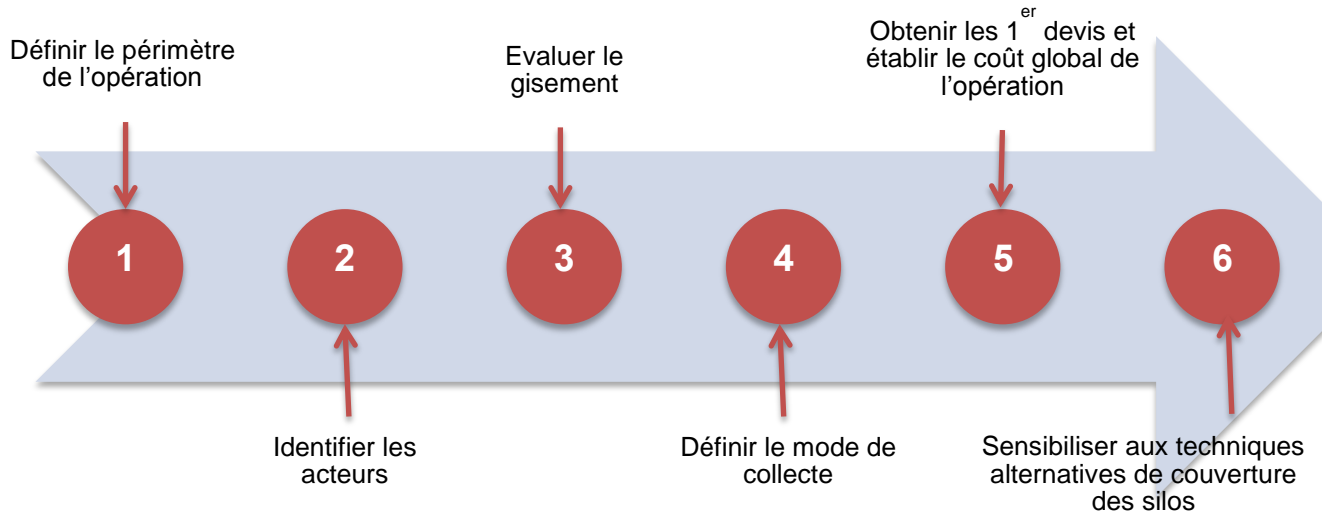 Définir le périmètre
de l’opération
Evaluer le
gisement
Obtenir les 1er devis et
établir le coût global de
l’opération
1
2
3
4
5
6
Identifier les
acteurs
Définir le mode de
collecte
Sensibiliser aux techniques
alternatives de couverture
des silos